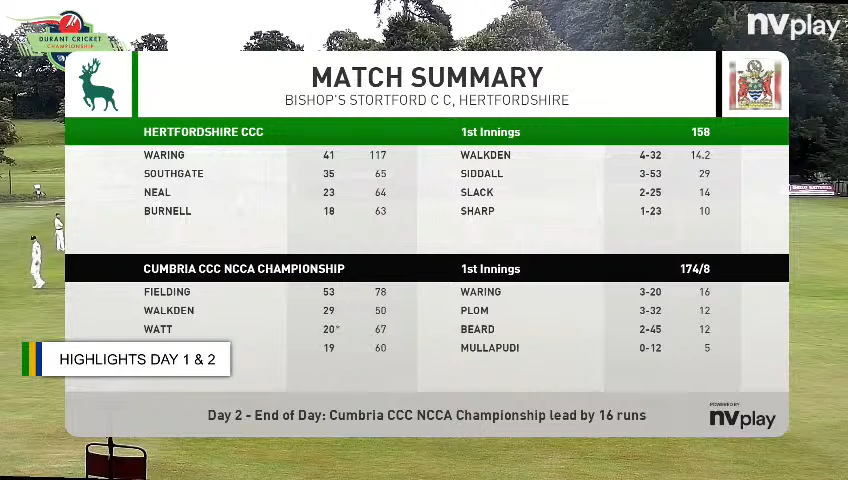 DURANT CRICKET
CHAMPIONSHIP
nvplay
MATCH SUMMARY
BISHOP'S STORTFORD C C, HERTFORDSHIRE
HERTFORDSHIRE CCC 1st Innings 158
WARING 41 117 WALKDEN 4-32 14.2
SOUTHGATE 35 65 SIDDALL 3-53 29
NEAL 23 64 SLACK 2-25 14
BURNELL 18 63 SHARP 1-23 10
CUMBRIA CCC NCCA CHAMPIONSHIP 1st Innings 174/8
FIELDING 53 78 WARING 3-20 16
WALKDEN 29 50 PLOM 3-32 12
WATT 20* 67 BEARD 2-45 12
19 60 MULLAPUDI 0-12 5
HIGHLIGHTS DAY 1 & 2
Day 2 - End of Day: Cumbria CCC NCCA Championship lead by 16 runs
POWERED BY
nvplay